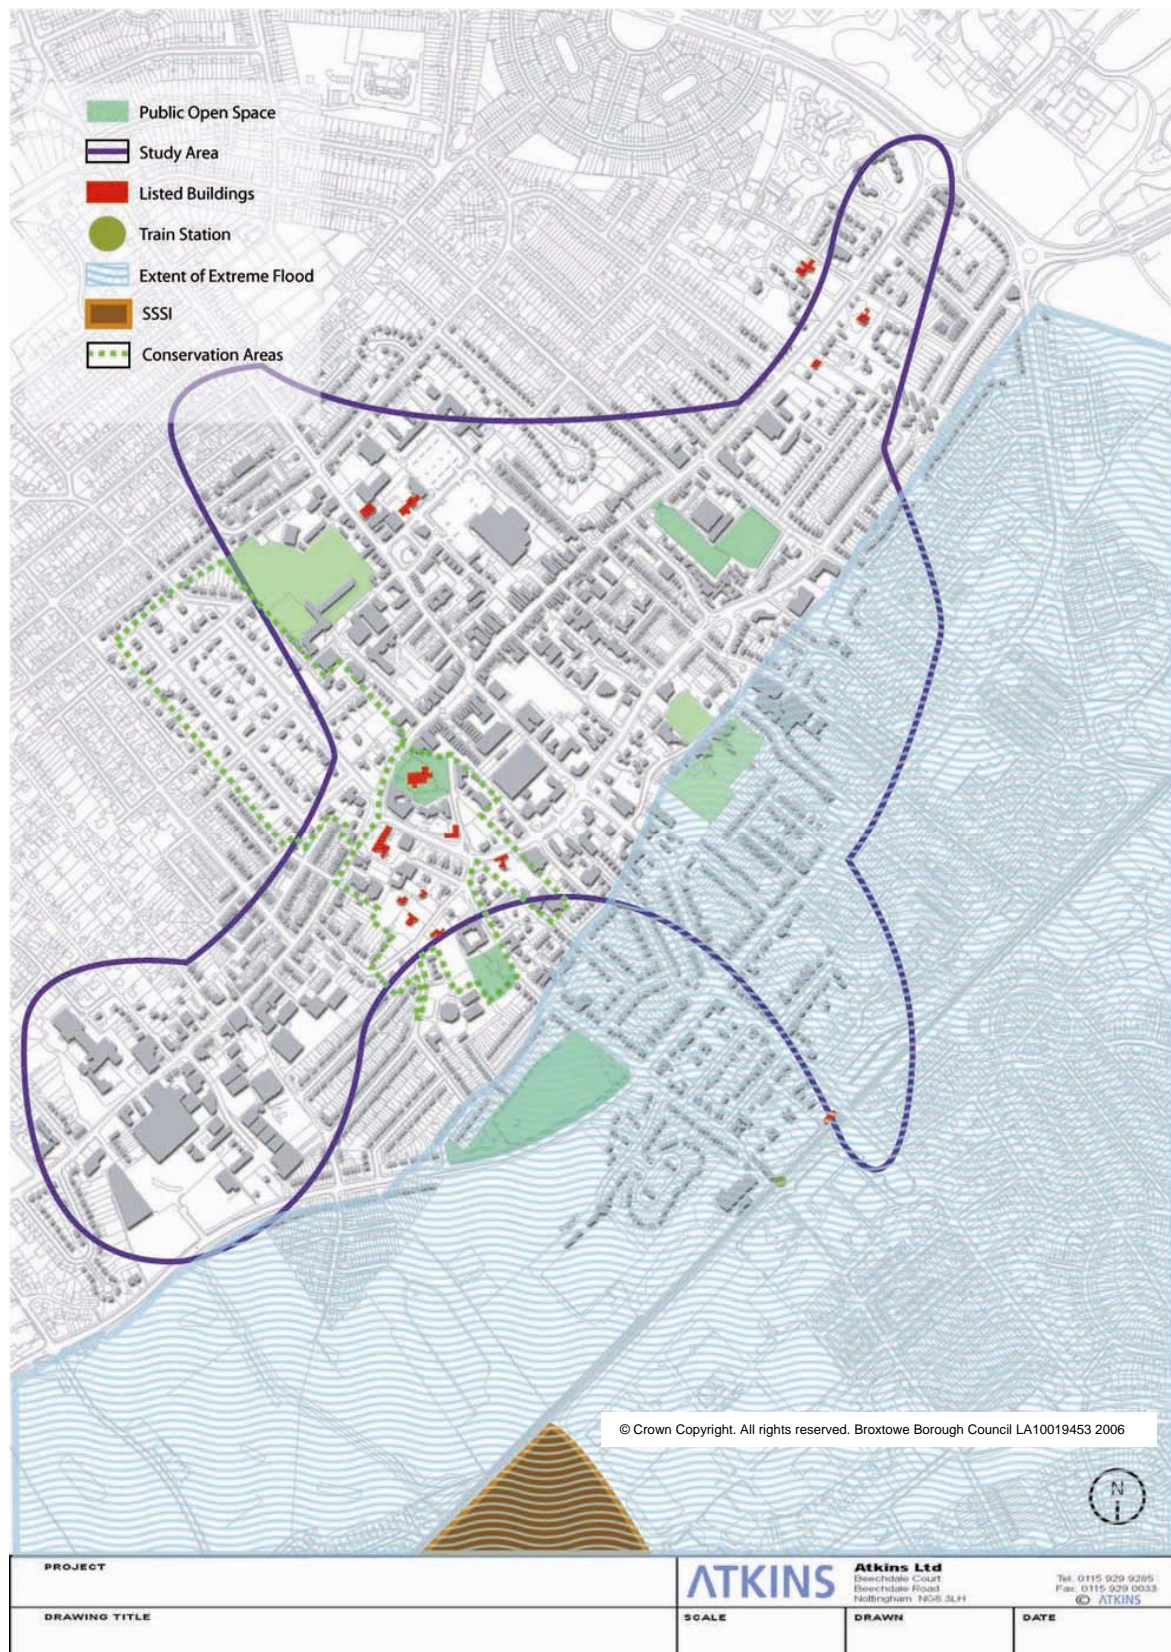 Public Open Space
Study Area
Listed Buildings
Train Station
Extent of Extreme Flood
SSSI
Conservation Areas
© Crown Copyright. All rights reserved. Broxtowe Borough Council LA10019453 2006
N
PROJECT
DRAWING TITLE
ATKINS
Atkins Ltd
Beechdale Court
Beechdale Road
Nottingham NG8 3LH
Tel. 0115 929 9285
Fax. 0115 929 0033
© ATKINS
SCALE
DRAWN
DATE